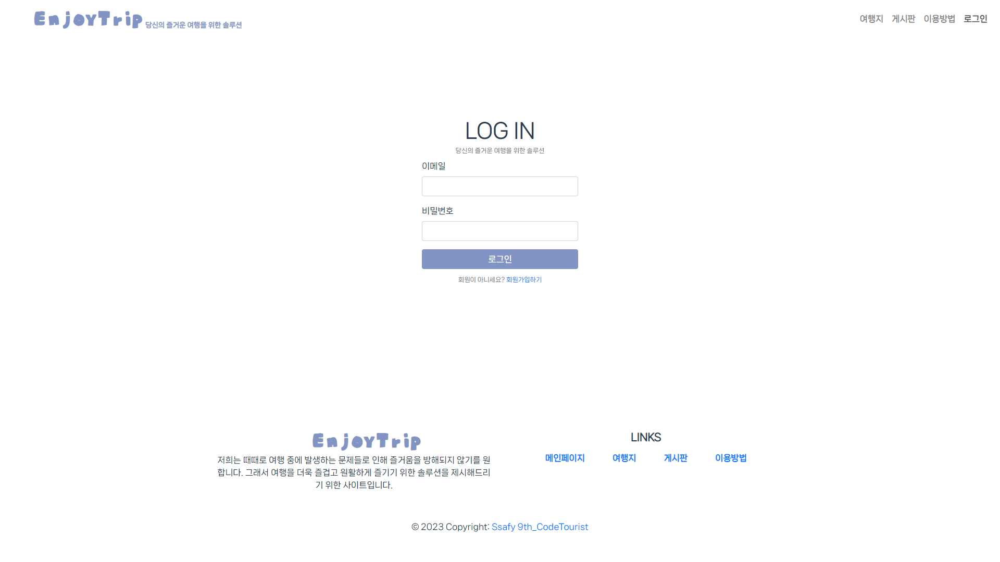 EnjoyTrip 당신의 즐거운 여행을 위한 솔루션
여행지 게시판 이용방법 로그인
LOG IN
당신의 즐거운 여행을 위한 솔루션
이메일
비밀번호
로그인
회원이 아니세요? 회원가입하기
EnjoyTrip
저희는 때때로 여행 중에 발생하는 문제들로 인해 즐거움을 방해되지 않기를 원
합니다. 그래서 여행을 더욱 즐겁고 원활하게 즐기기 위한 솔루션을 제시해드리
기 위한 사이트입니다.
LINKS
메인페이지 여행지 게시판 이용방법
© 2023 Copyright: Ssafy 9th_CodeTourist